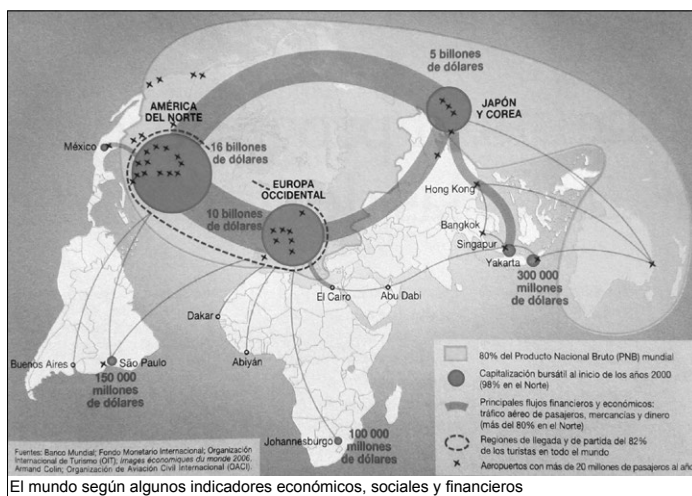 5 billones
de dólares
AMÉRICA
DEL NORTE
JAPÓN
Y COREA
México
16 billones
de dólares
EUROPA
OCCIDENTAL
10 billones
de dólares
Hong Kong
Bangkok
Singapur
Yakarta
300 000
millones
de dólares
El Cairo
Abu Dabi
Dakar
Abiyán
Buenos Aires
São Paulo
150 000
millones
de dólares
Johannesburgo
100 000
millones
de dólares
80% del Producto Nacional Bruto (PNB) mundial
Capitalización bursátil al inicio de los años 2000
(98% en el Norte)
Principales flujos financieros y económicos:
tráfico aéreo de pasajeros, mercancías y dinero
(más del 80% en el Norte)
Regiones de llegada y de partida del 82%
de los turistas en todo el mundo
Aeropuertos con más de 20 millones de pasajeros al año
Fuentes: Banco Mundial; Fondo Monetario Internacional; Organización
Internacional de Turismo (OIT); Images économiques du monde 2006.
Armand Colin; Organización de Aviación Civil Internacional (OACI).
El mundo según algunos indicadores económicos, sociales y financieros